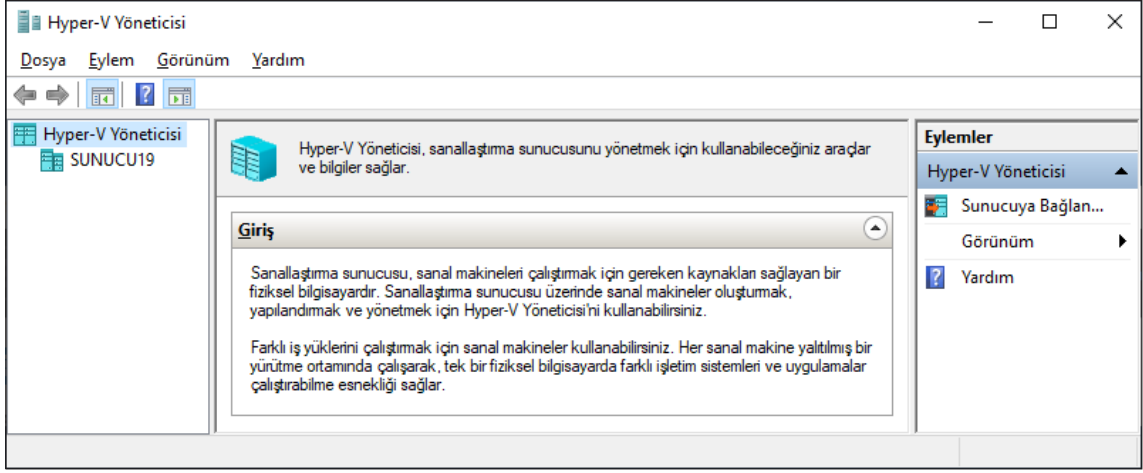 Hyper-V Yöneticisi
Dosya Eylem Görünüm Yardım
Hyper-V Yöneticisi
SUNUCU19
Hyper-V Yöneticisi, sanallaştırma sunucusunu yönetmek için kullanabileceğiniz araçlar
ve bilgiler sağlar.
Giriş
Sanallaştırma sunucusu, sanal makineleri çalıştırmak için gereken kaynakları sağlayan bir
fiziksel bilgisayardır. Sanallaştırma sunucusu üzerinde sanal makineler oluşturmak,
yapılandırmak ve yönetmek için Hyper-V Yöneticisi'ni kullanabilirsiniz.
Farklı iş yüklerini çalıştırmak için sanal makineler kullanabilirsiniz. Her sanal makine yalıtılmış bir
yürütme ortamında çalışarak, tek bir fiziksel bilgisayarda farklı işletim sistemleri ve uygulamalar
çalıştırabilme esnekliği sağlar.
Eylemler
Hyper-V Yöneticisi
Sunucuya Bağlan...
Görünüm
Yardım